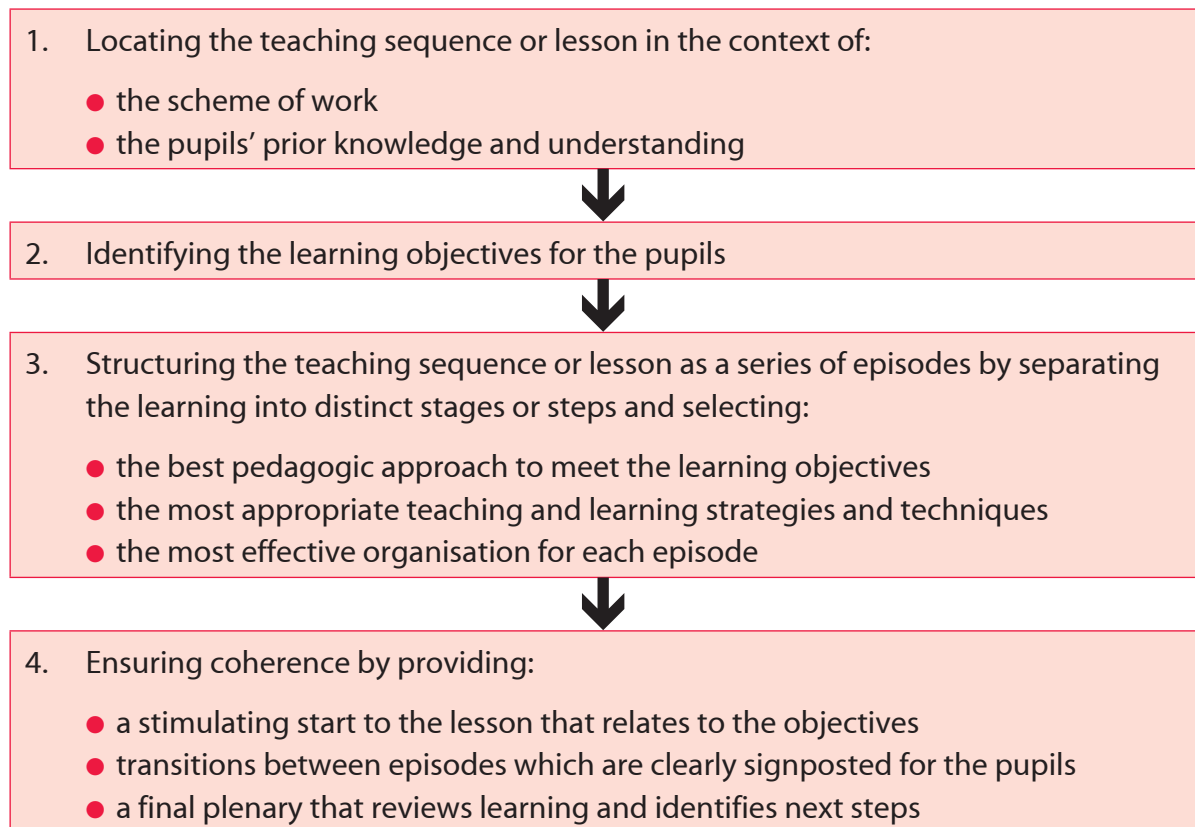 1. Locating the teaching sequence or lesson in the context of:
● the scheme of work
● the pupils’ prior knowledge and understanding
2. Identifying the learning objectives for the pupils
3. Structuring the teaching sequence or lesson as a series of episodes by separating
the learning into distinct stages or steps and selecting:
● the best pedagogic approach to meet the learning objectives
● the most appropriate teaching and learning strategies and techniques
● the most effective organisation for each episode
4. Ensuring coherence by providing:
● a stimulating start to the lesson that relates to the objectives
● transitions between episodes which are clearly signposted for the pupils
● a final plenary that reviews learning and identifies next steps